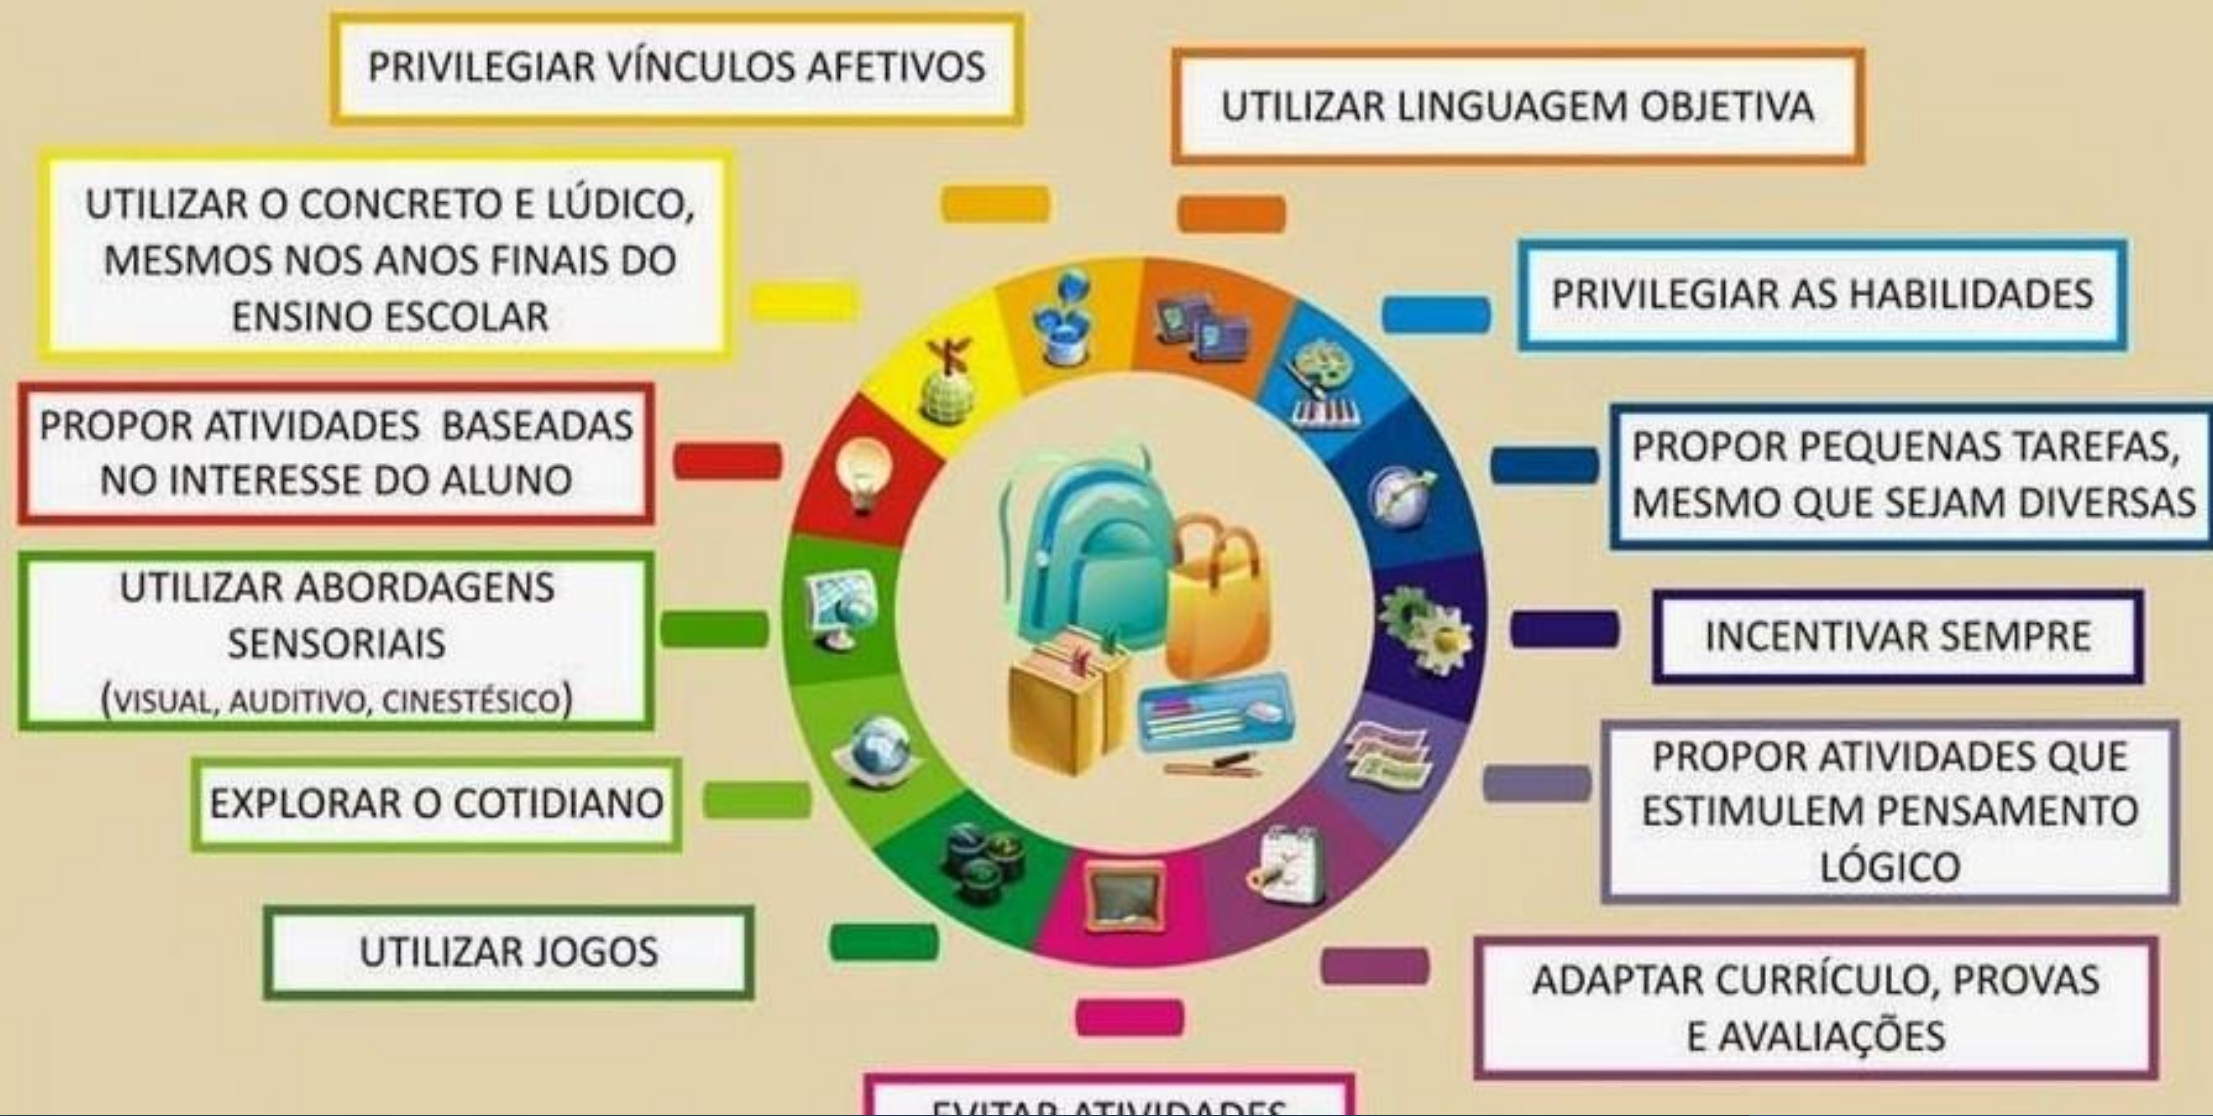 PRIVILEGIAR VÍNCULOS AFETIVOS
UTILIZAR LINGUAGEM OBJETIVA
UTILIZAR O CONCRETO E LÚDICO,
MESMOS NOS ANOS FINAIS DO
ENSINO ESCOLAR
PRIVILEGIAR AS HABILIDADES
PROPOR ATIVIDADES BASEADAS
NO INTERESSE DO ALUNO
PROPOR PEQUENAS TAREFAS,
MESMO QUE SEJAM DIVERSAS
UTILIZAR ABORDAGENS
SENSORIAIS
(VISUAL, AUDITIVO, CINESTÉSICO)
INCENTIVAR SEMPRE
EXPLORAR O COTIDIANO
PROPOR ATIVIDADES QUE
ESTIMULEM PENSAMENTO
LÓGICO
UTILIZAR JOGOS
ADAPTAR CURRÍCULO, PROVAS
E AVALIAÇÕES
EVITAR ATIVIDADES